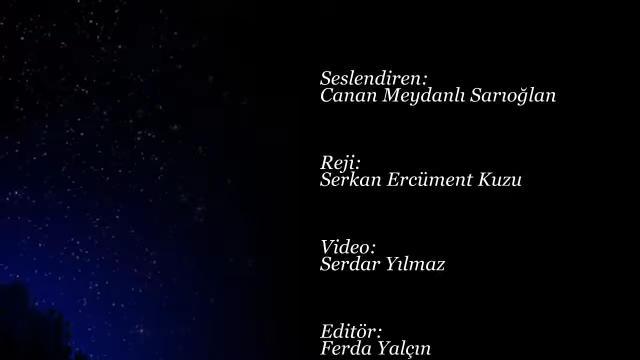 Seslendiren:
Canan Meydanlı Sarıoğlan
Reji:
Serkan Ercüment Kuzu
Video:
Serdar Yılmaz
Editör:
Ferda Yalçın